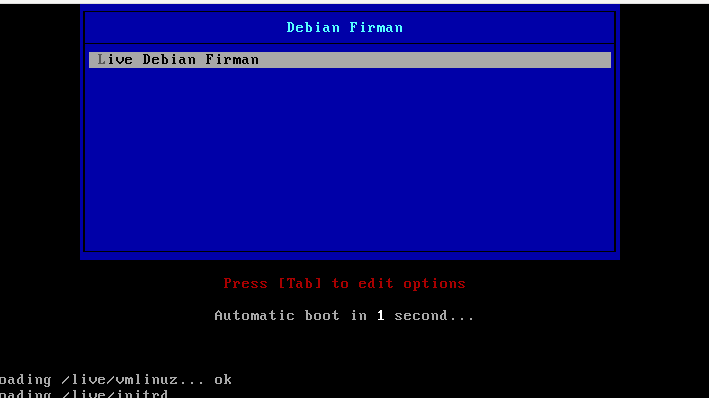 Debian Firman
Live Debian Firman
Press [Tab] to edit options
Automatic boot in 1 second...
oading /live/vmlinuz... ok
oading /live/initrd